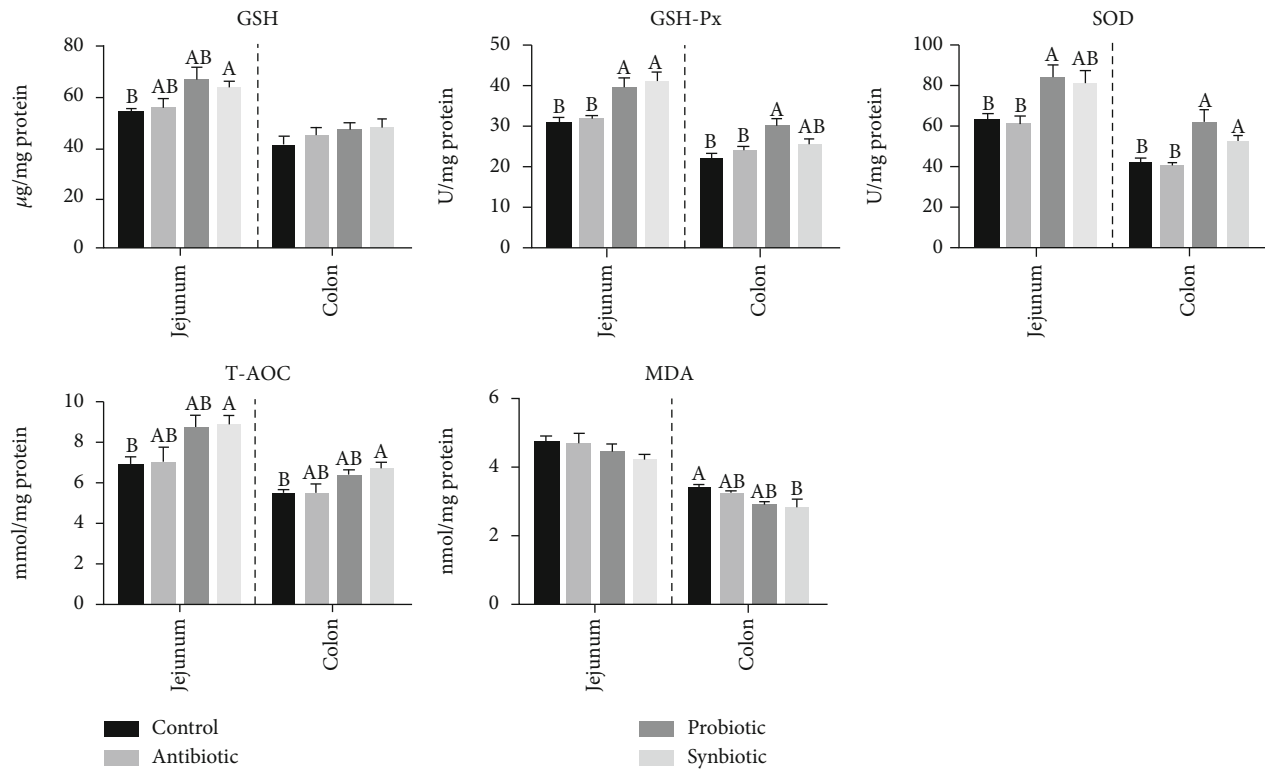 GSH
μg/mg protein
80
60
40
20
0
B
AB
AB
A
Jejunum
Colon
GSH-Px
U/mg protein
50
40
30
20
10
0
B
B
A
A
B
B
A
AB
Jejunum
Colon
SOD
U/mg protein
100
80
60
40
20
0
B
B
A
AB
B
B
A
A
Jejunum
Colon
T-AOC
mmol/mg protein
10
8
6
4
2
0
B
AB
AB
A
B
AB
AB
A
Jejunum
Colon
MDA
nmol/mg protein
6
4
2
0
A
AB
AB
B
Jejunum
Colon
Control
Antibiotic
Probiotic
Synbiotic